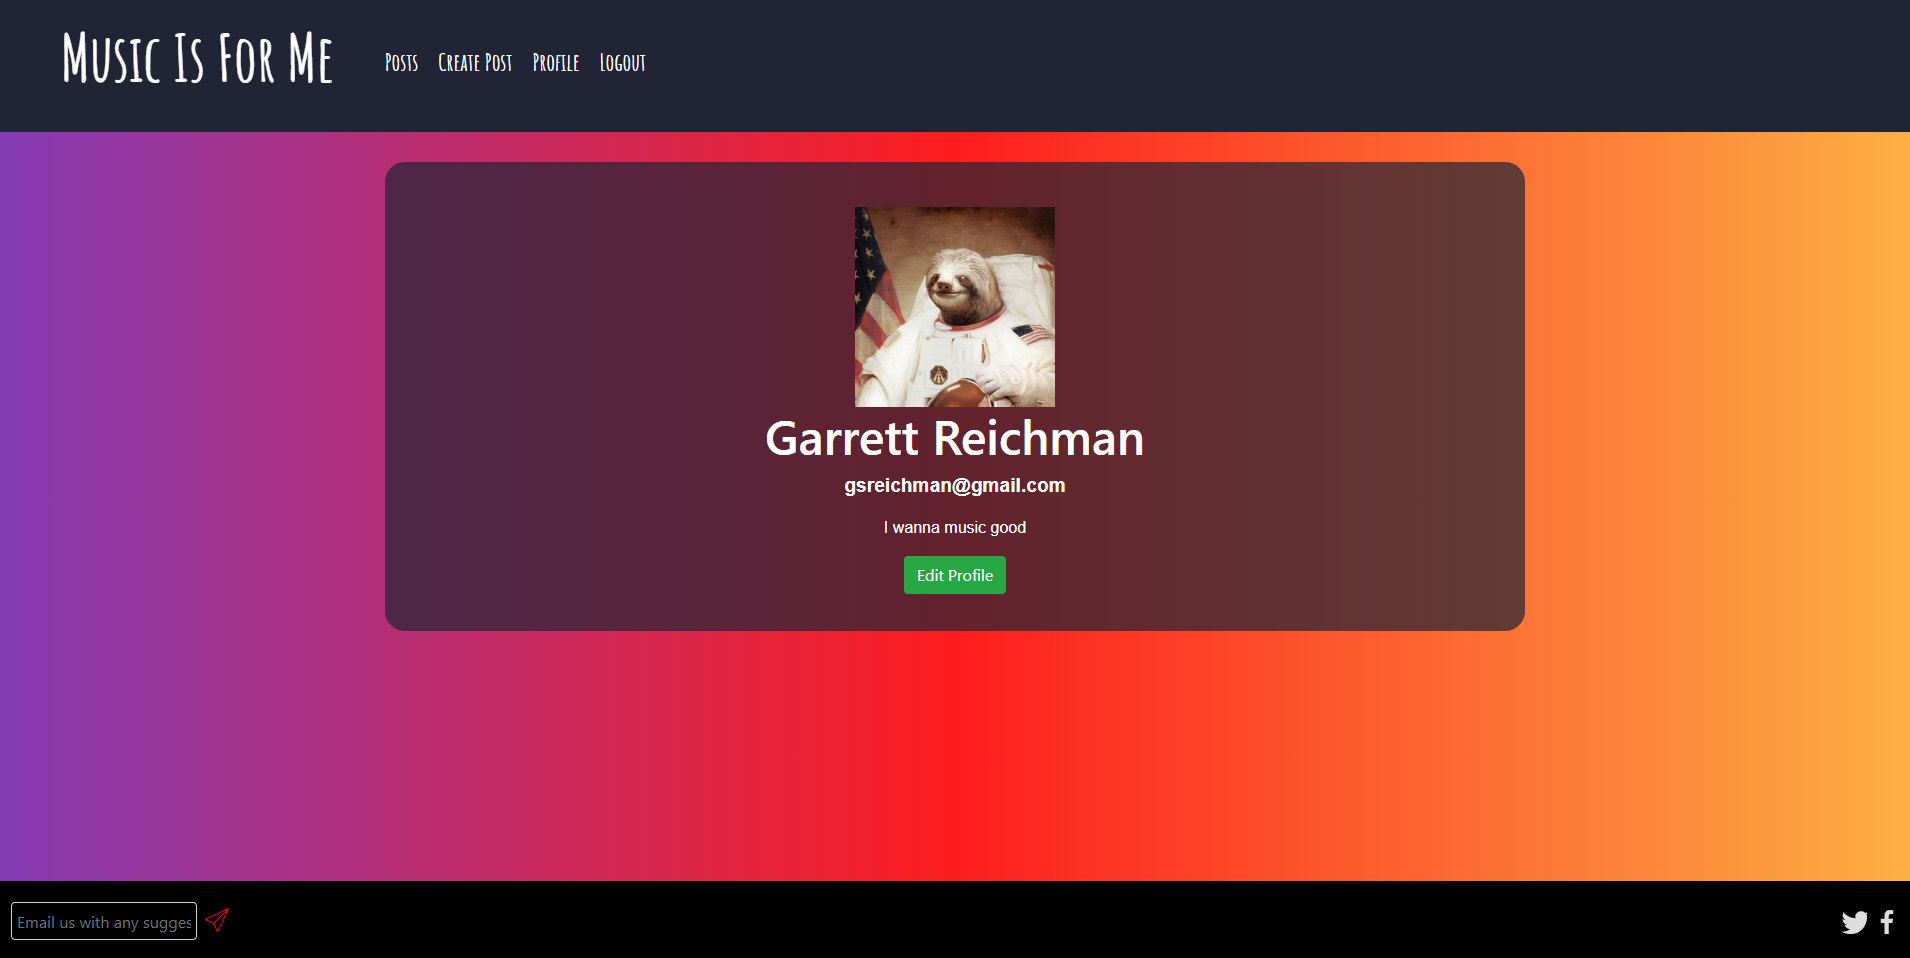 Music Is For Me
Posts Create Post Profile Logout
Garrett Reichman
gsreichman@gmail.com
I wanna music good
Edit Profile
Email us with any sugges